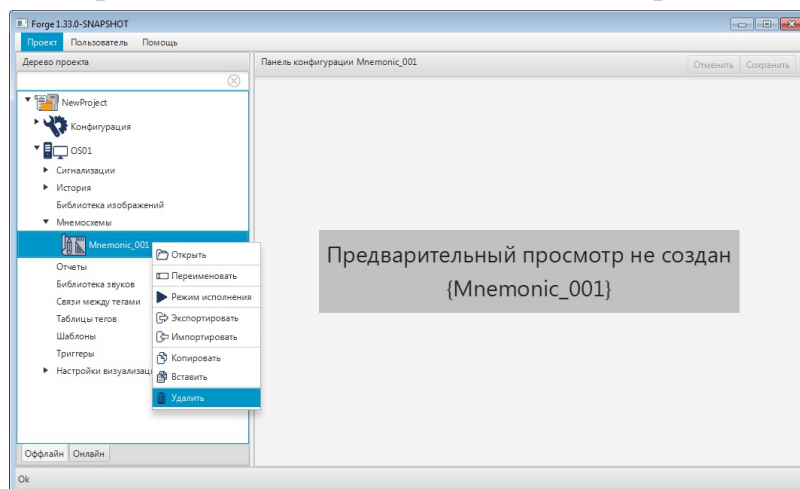 Forge 1.33.0-SNAPSHOT
Проект Пользователь Помощь
Дерево проекта
Панель конфигурации Mnemonic_001
Отменить Сохранить
NewProject
Конфигурация
OS01
Сигнализации
История
Библиотека изображений
Мнемосхемы
Mnemonic_001
Отчеты
Библиотека звуков
Связи между тегами
Таблицы тегов
Шаблоны
Триггеры
Настройки визуализац
Открыть
Переименовать
Режим исполнения
Экспортировать
Импортировать
Копировать
Вставить
Удалить
Предварительный просмотр не создан
{Mnemonic_001}
Оффлайн Онлайн
Ok